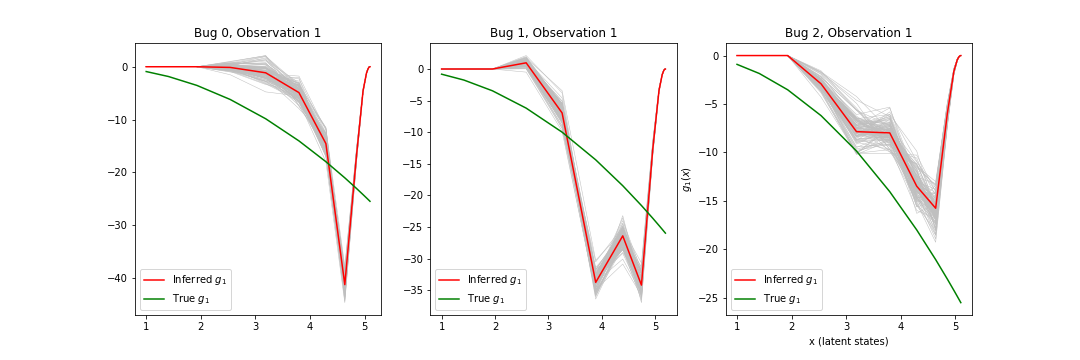 Bug 0, Observation 1
0
−10
−20
−30
−40
Inferred g₁
True g₁
1 2 3 4 5
Bug 1, Observation 1
0
−5
−10
−15
−20
−25
−30
−35
Inferred g₁
True g₁
1 2 3 4 5
Bug 2, Observation 1
g₁(x)
0
−5
−10
−15
−20
−25
Inferred g₁
True g₁
1 2 3 4 5
x (latent states)